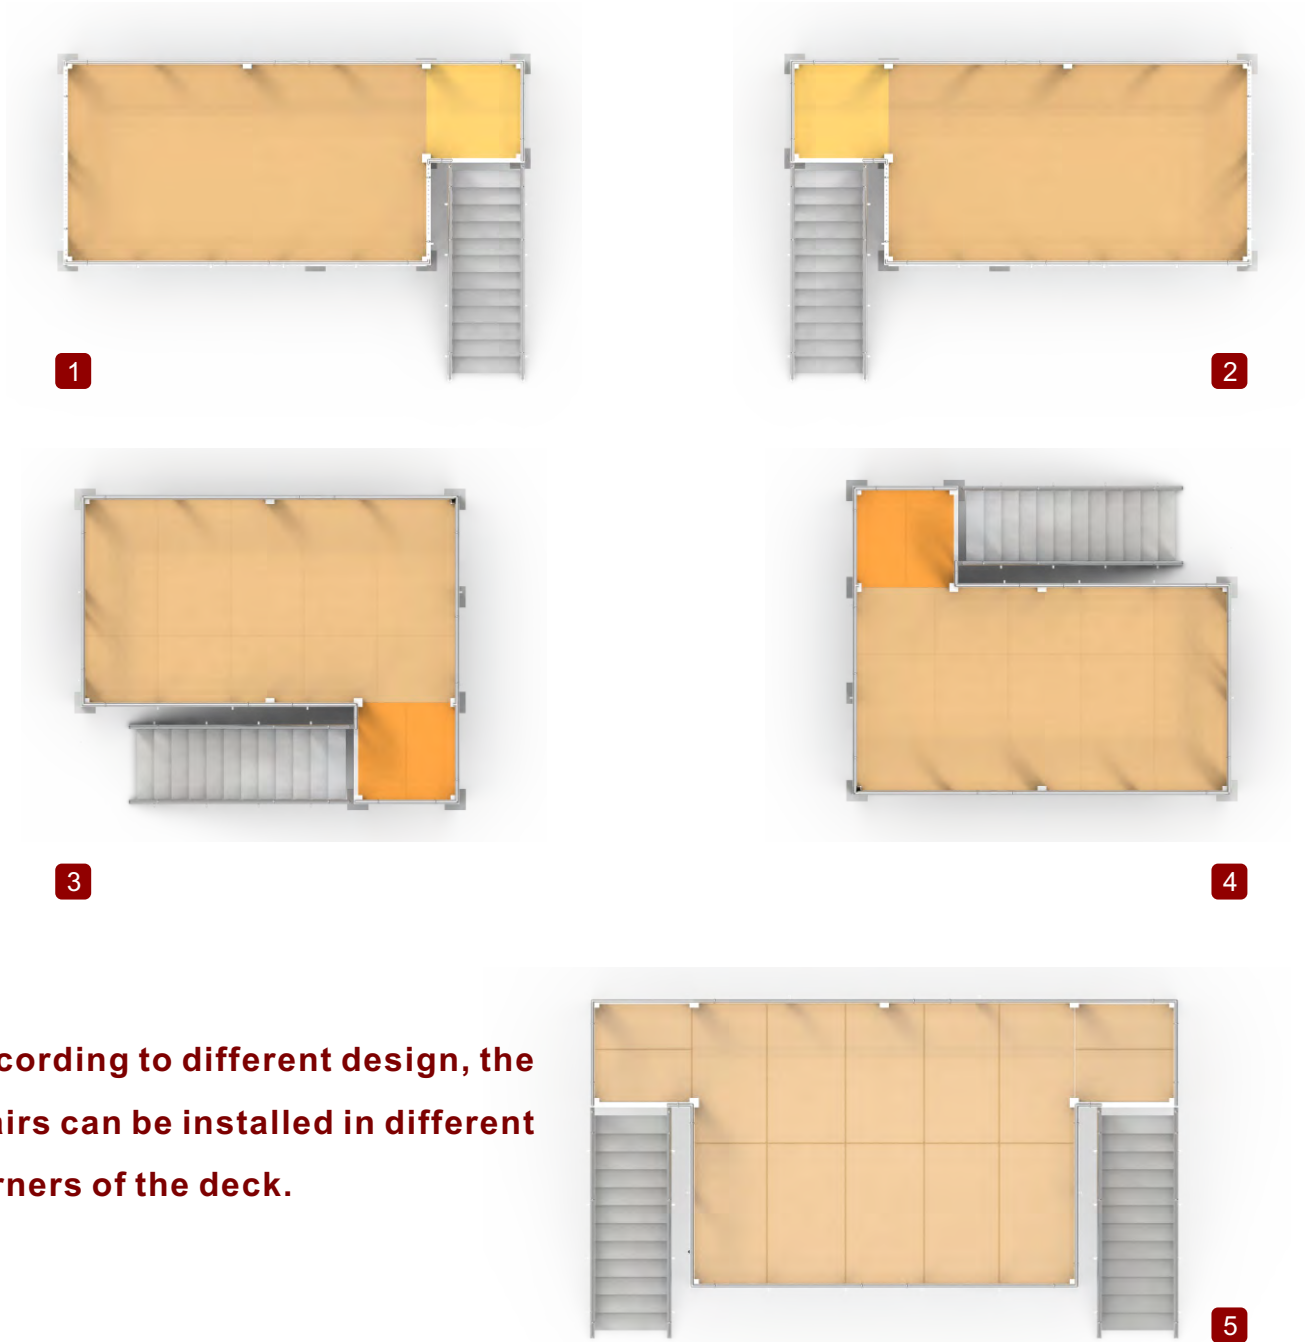 1
2
3
4
cording to different design, the
airs can be installed in different
rners of the deck.
5